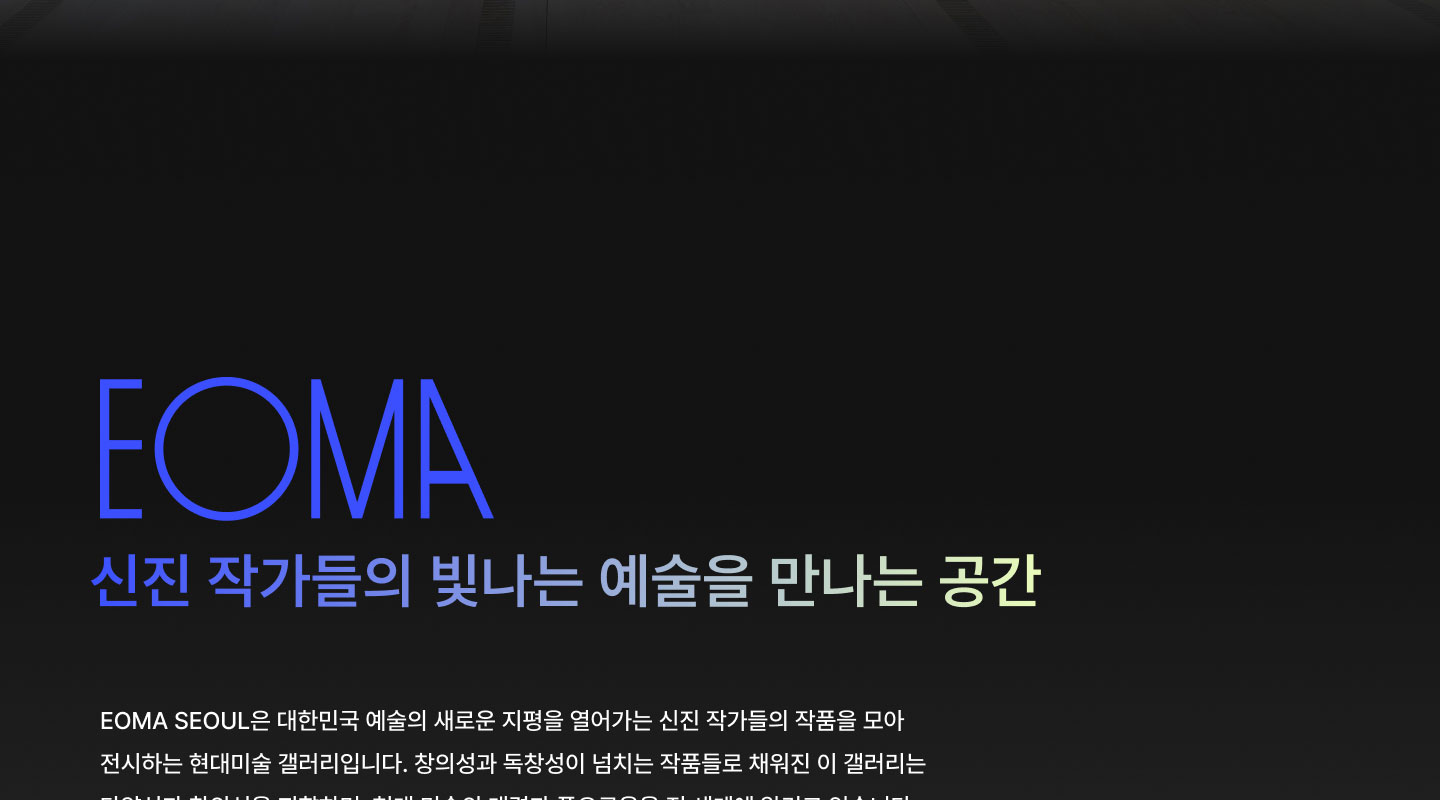 EOMA
신진 작가들의 빛나는 예술을 만나는 공간
EOMA SEOUL은 대한민국 예술의 새로운 지평을 열어가는 신진 작가들의 작품을 모아
전시하는 현대미술 갤러리입니다. 창의성과 독창성이 넘치는 작품들로 채워진 이 갤러리는